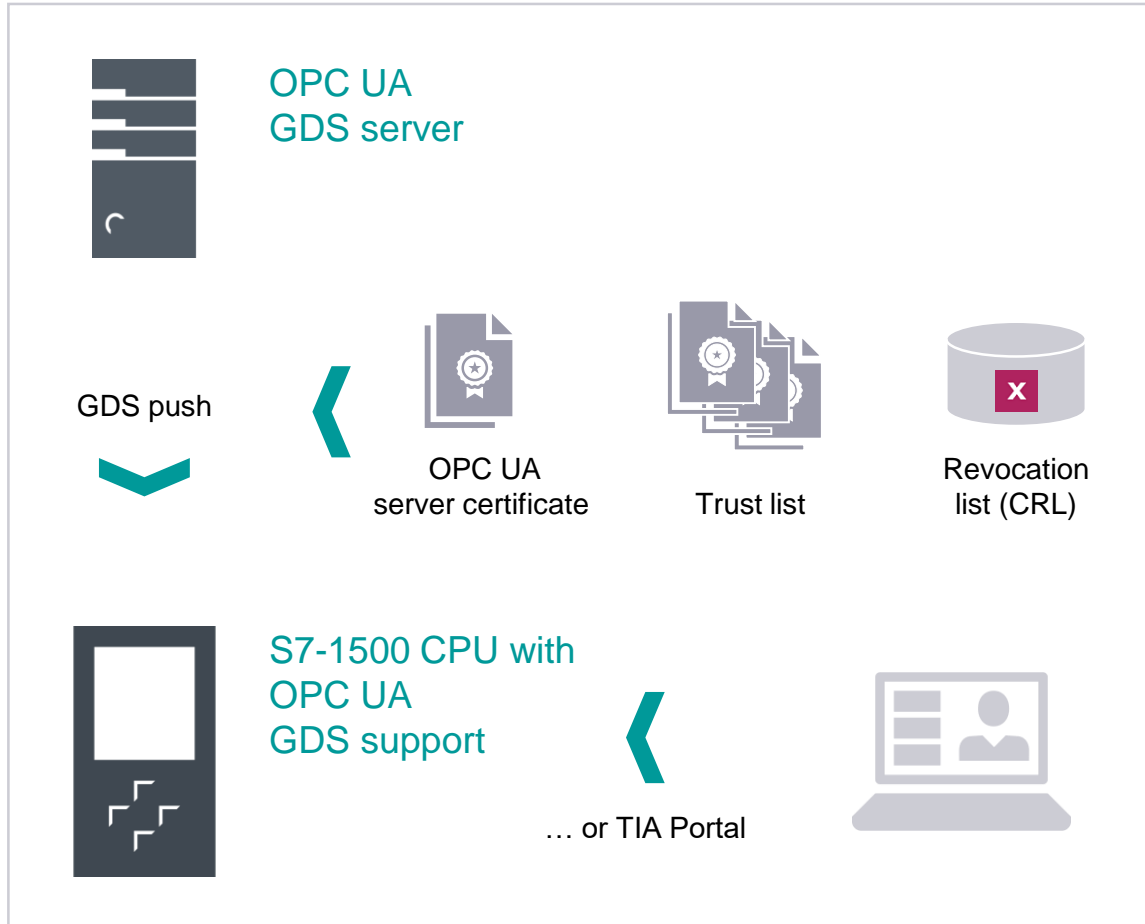 OPC UA
GDS server
GDS push
OPC UA
server certificate
Trust list
X
Revocation
list (CRL)
S7-1500 CPU with
OPC UA
GDS support
… or TIA Portal